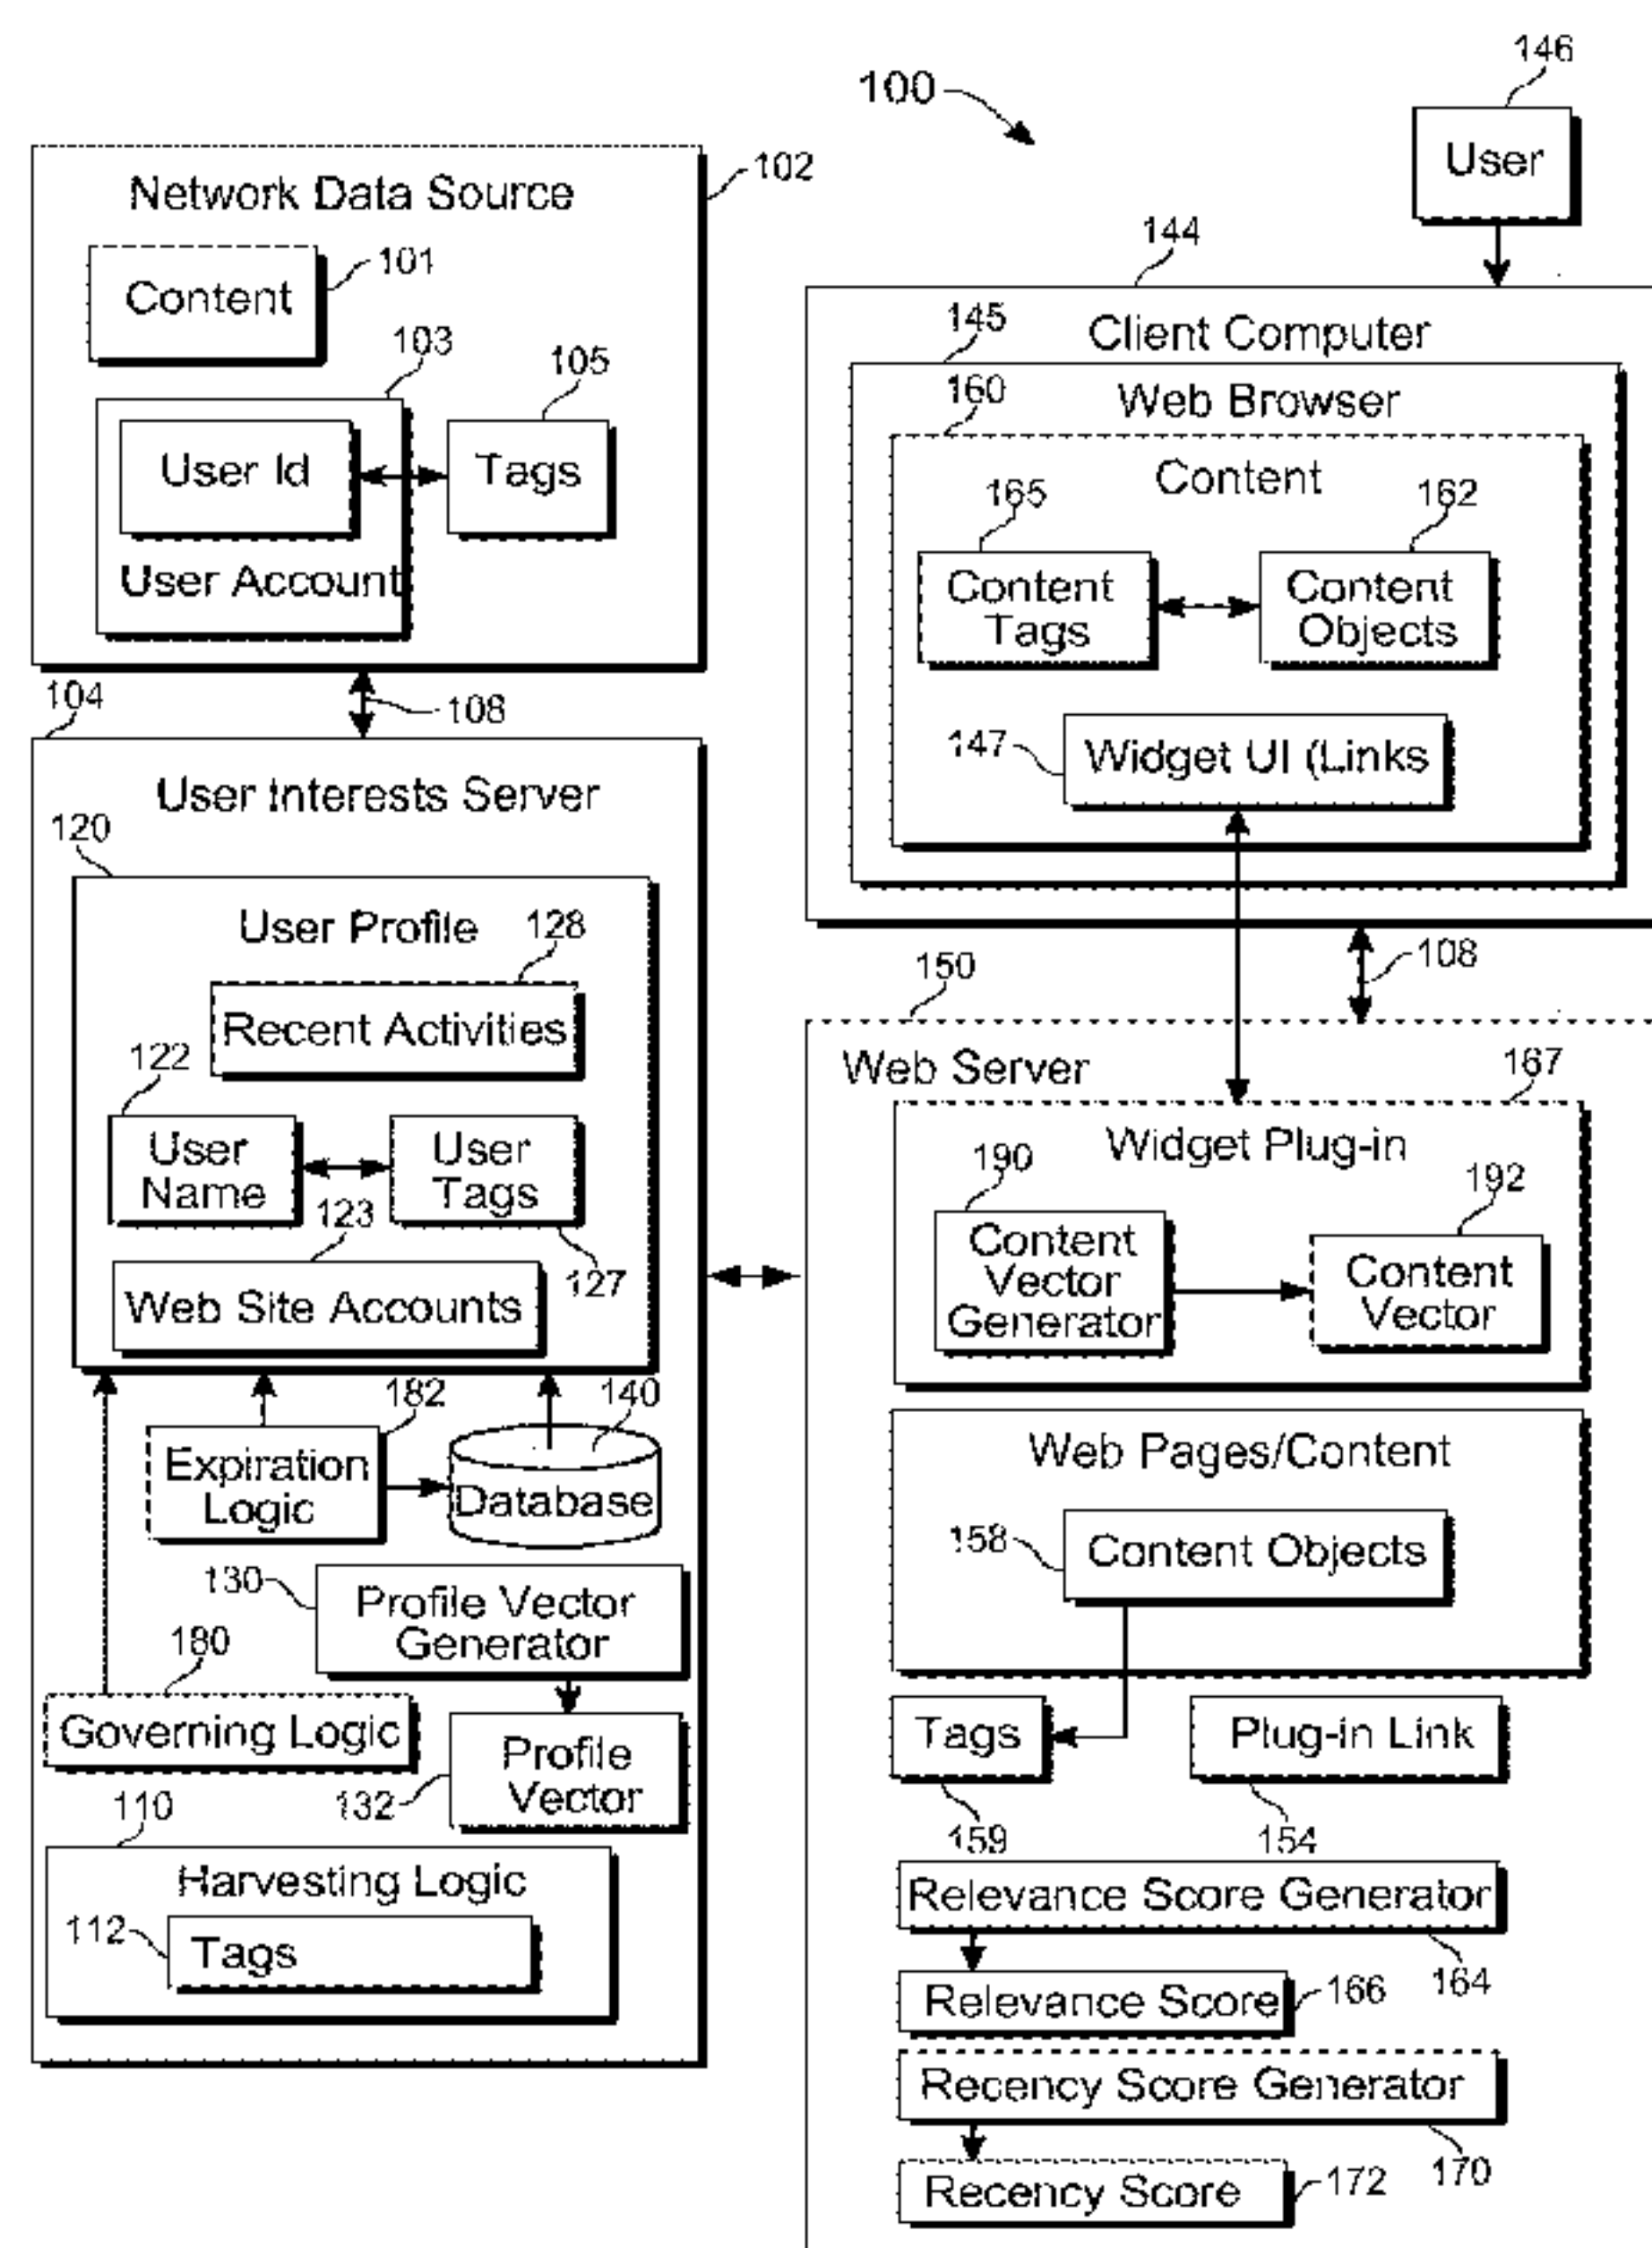 100
146
User
102
Network Data Source
101
Content
103
105
User Id
Tags
User Account
108
144
Client Computer
145
Web Browser
160
Content
165
162
Content
Tags
Content
Objects
147
Widget UI (Links
108
104
User Interests Server
120
User Profile
128
Recent Activities
122
User
Name
User
Tags
123
127
Web Site Accounts
182
140
Expiration
Logic
Database
130
Profile Vector
Generator
180
Governing Logic
Profile
Vector
132
110
Harvesting Logic
112
Tags
150
Web Server
167
Widget Plug-in
190
192
Content
Vector
Generator
Content
Vector
Web Pages/Content
158
Content Objects
Tags
Plug-in Link
159
154
Relevance Score Generator
164
Relevance Score
166
Recency Score Generator
170
Recency Score
172